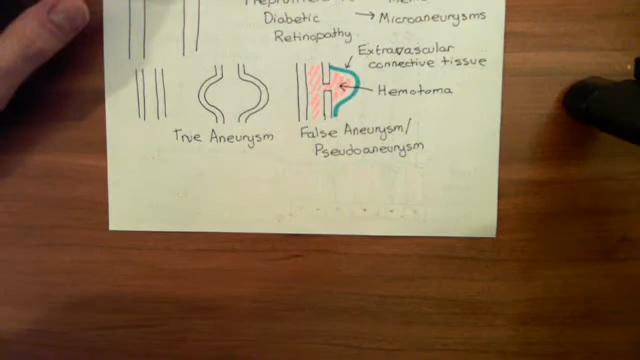 Diabetic → Microaneurysms
Retinopathy
Extravascular
connective tissue
Hemotoma
True Aneurysm
False Aneurysm/
Pseudoaneurysm